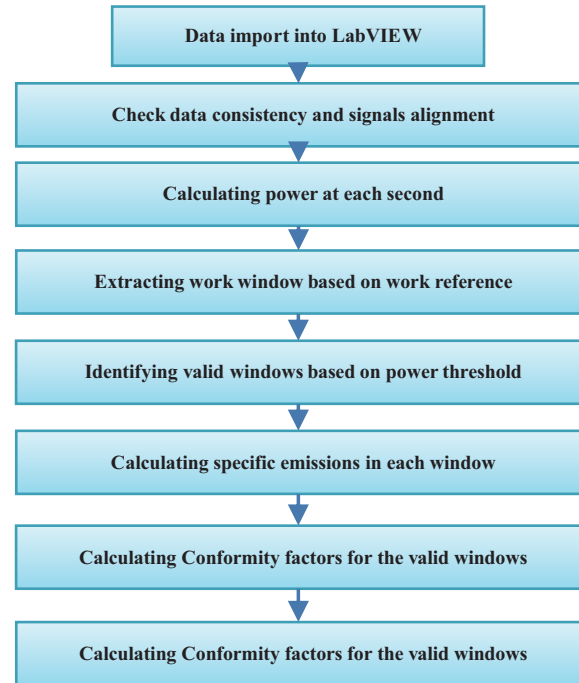 Data import into LabVIEW
Check data consistency and signals alignment
Calculating power at each second
Extracting work window based on work reference
Identifying valid windows based on power threshold
Calculating specific emissions in each window
Calculating Conformity factors for the valid windows
Calculating Conformity factors for the valid windows